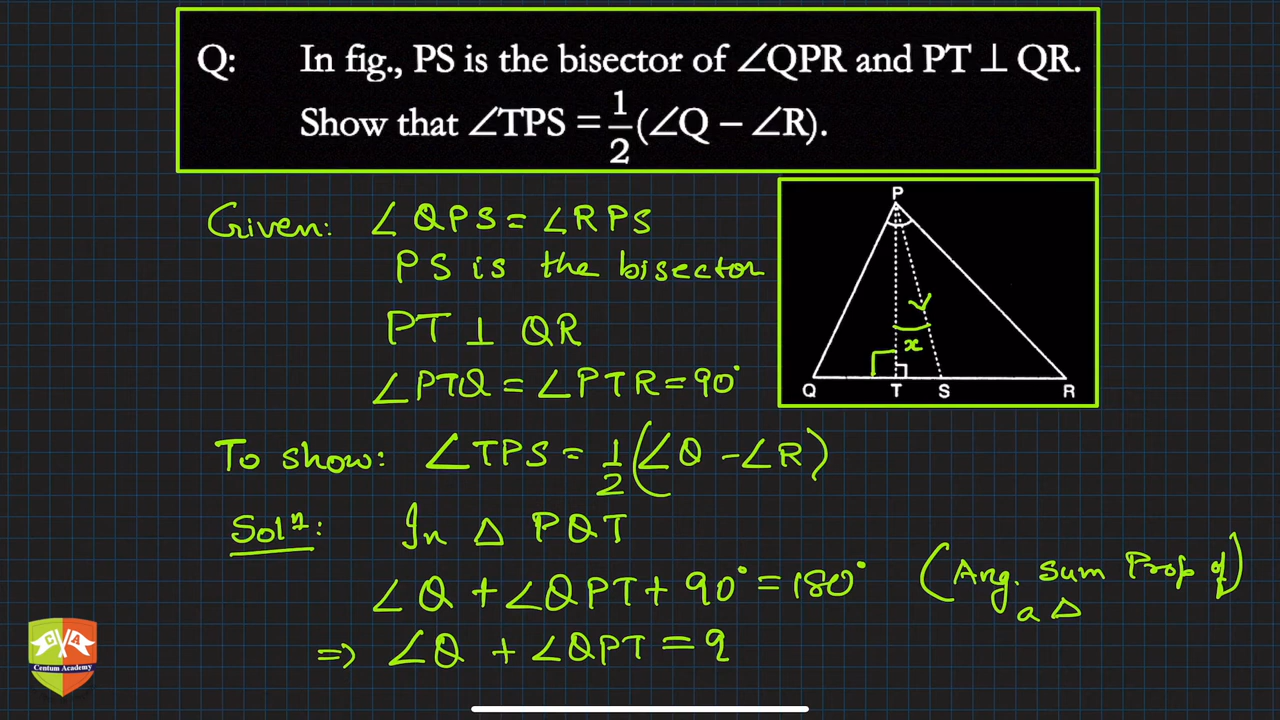 Q: In fig., PS is the bisector of ∠QPR and PT ⊥ QR.
Show that ∠TPS = 1/2 (∠Q − ∠R).
Given: ∠QPS = ∠RPS
PS is the bisector
PT ⊥ QR
∠PTQ = ∠PTR = 90°
To show: ∠TPS = 1/2 (∠Q − ∠R)
Solⁿ: In △ PQT
∠Q + ∠QPT + 90° = 180° (Ang. Sum Prop of
a △)
⇒ ∠Q + ∠QPT = 9
P
x
Q T S R
C A
Centum Academy